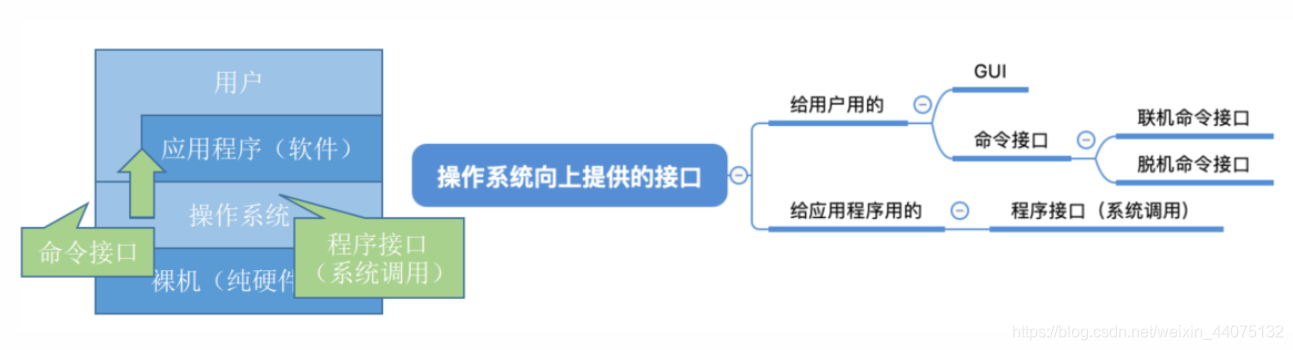 用户
应用程序（软件）
操作系统
命令接口
程序接口
（系统调用）
裸机（纯硬件
操作系统向上提供的接口
给用户用的
GUI
命令接口
联机命令接口
脱机命令接口
给应用程序用的
程序接口（系统调用）
https://blog.csdn.net/weixin_44075132